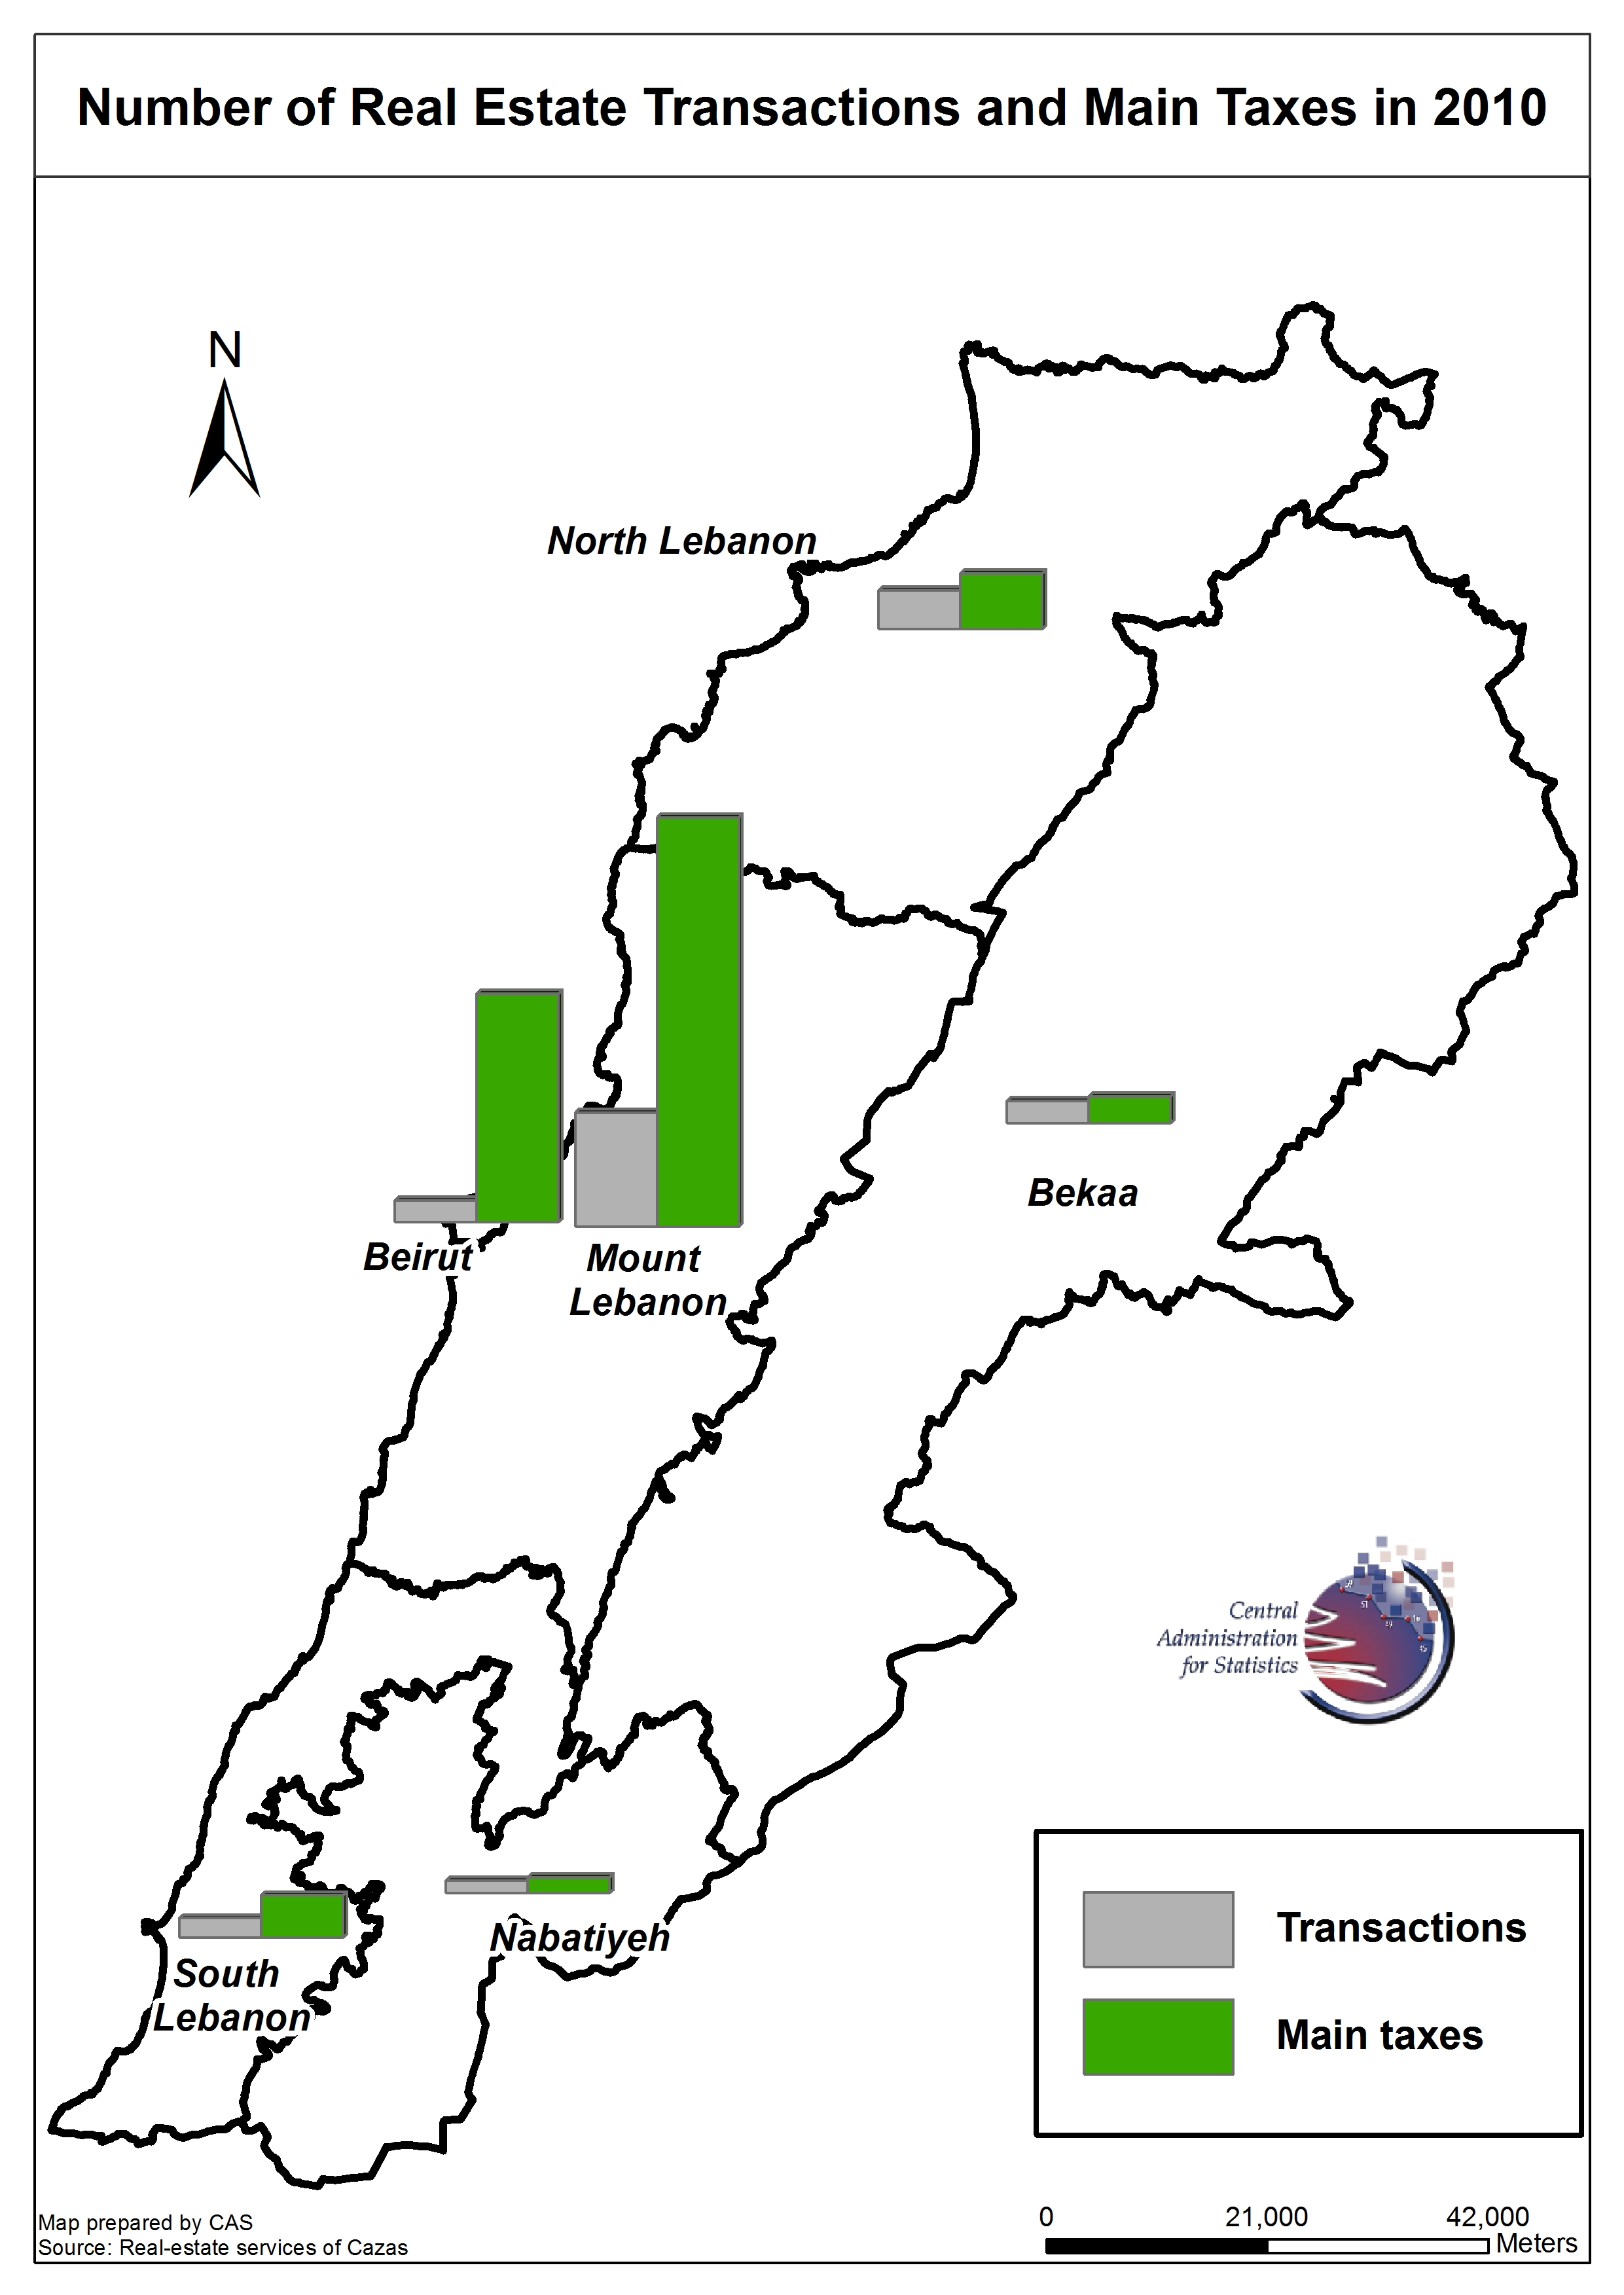 Number of Real Estate Transactions and Main Taxes in 2010
N
North Lebanon
Bekaa
Beirut
Mount
Lebanon
Central
Administration
for Statistics
Nabatiyeh
South
Lebanon
Transactions
Main taxes
Map prepared by CAS
Source: Real-estate services of Cazas
0 21,000 42,000
Meters